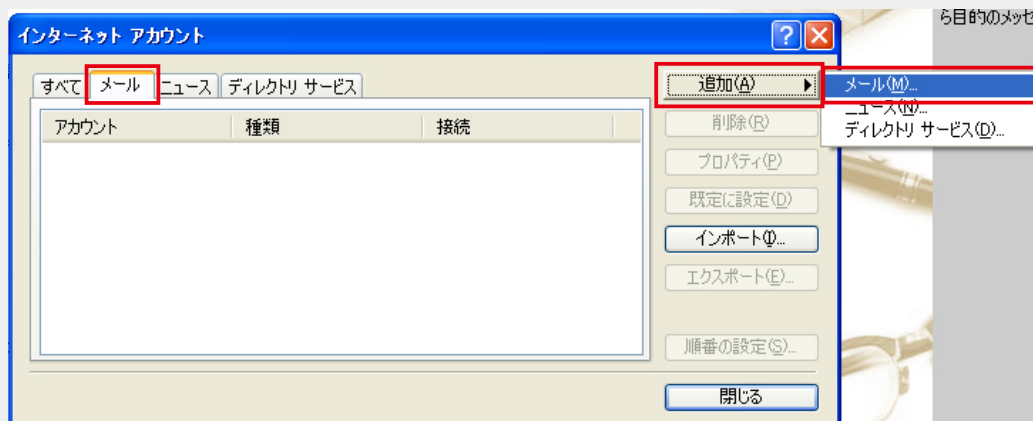 ら目的のメッセ
インターネット アカウント
すべて メール ニュース ディレクトリ サービス
アカウント 種類 接続
追加(A)
メール(M)...
ニュース(N)...
ディレクトリ サービス(D)...
削除(R)
プロパティ(P)
既定に設定(D)
インポート(I)...
エクスポート(E)...
順番の設定(S)...
閉じる